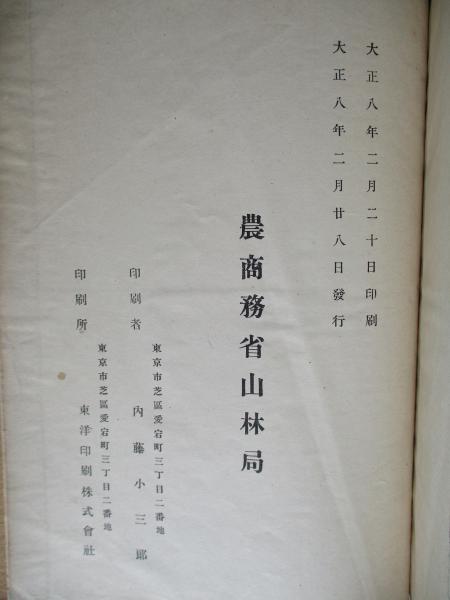 大正八年二月二十日印刷
大正八年二月廿八日發行
農商務省山林局
東京市芝區愛宕町三丁目二番地
印刷者 內藤小三郎
東京市芝區愛宕町三丁目二番地
印刷所 東洋印刷株式會社